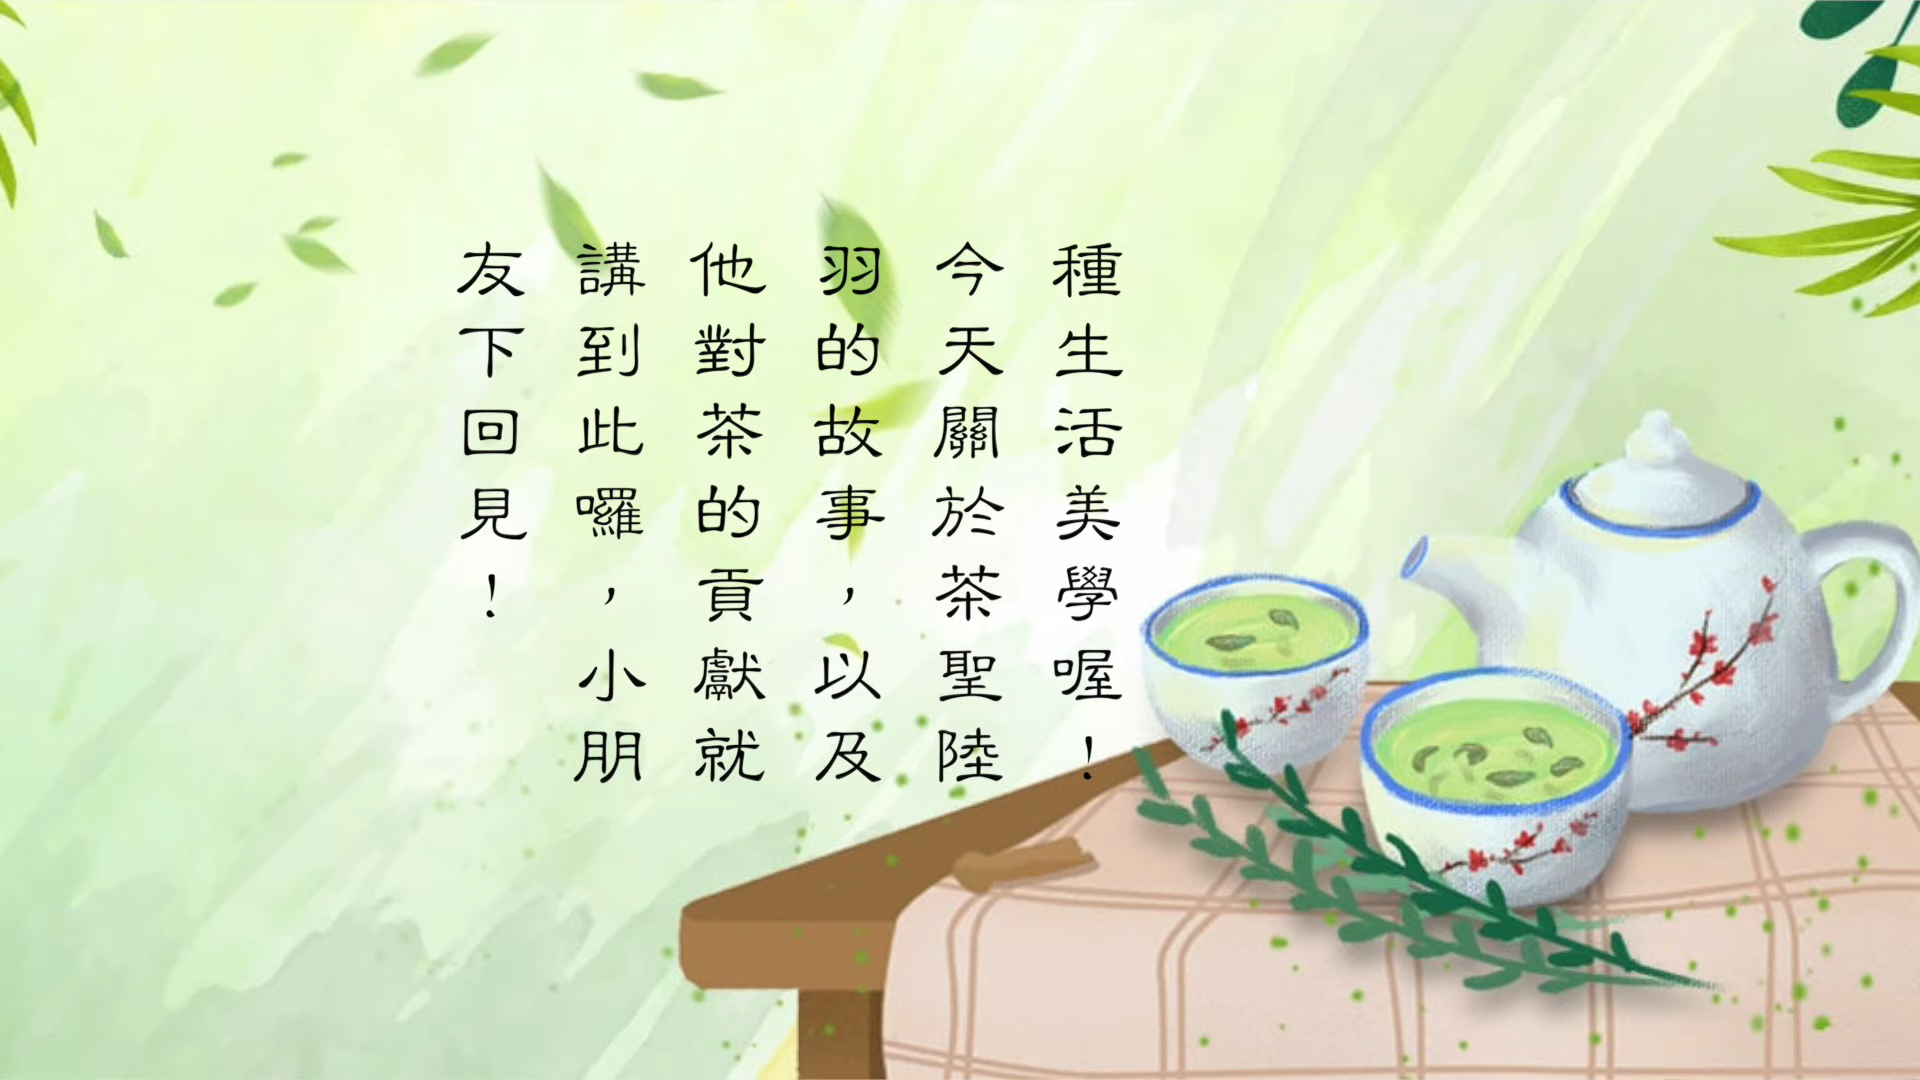 種生活美學喔！
今天關於茶聖陸
羽的故事，以及
他對茶的貢獻就
講到此囉，小朋
友下回見！